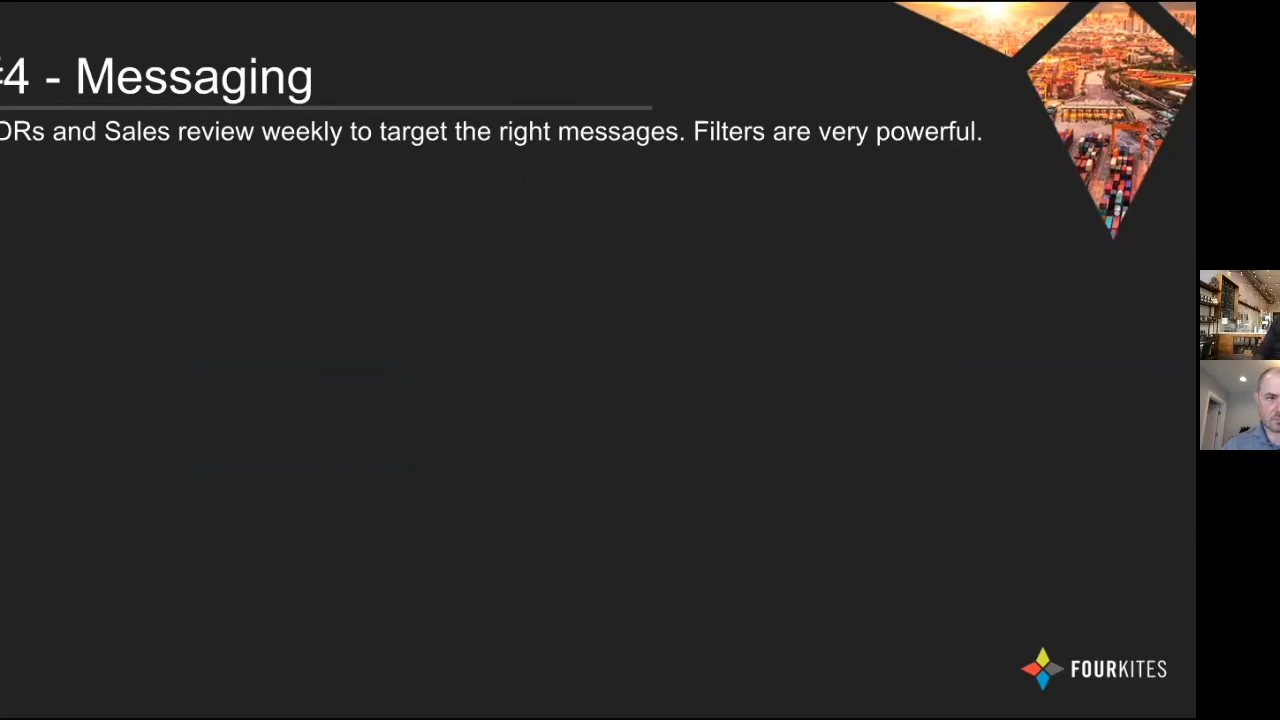 #4 - Messaging
DRs and Sales review weekly to target the right messages. Filters are very powerful.
FOURKITES